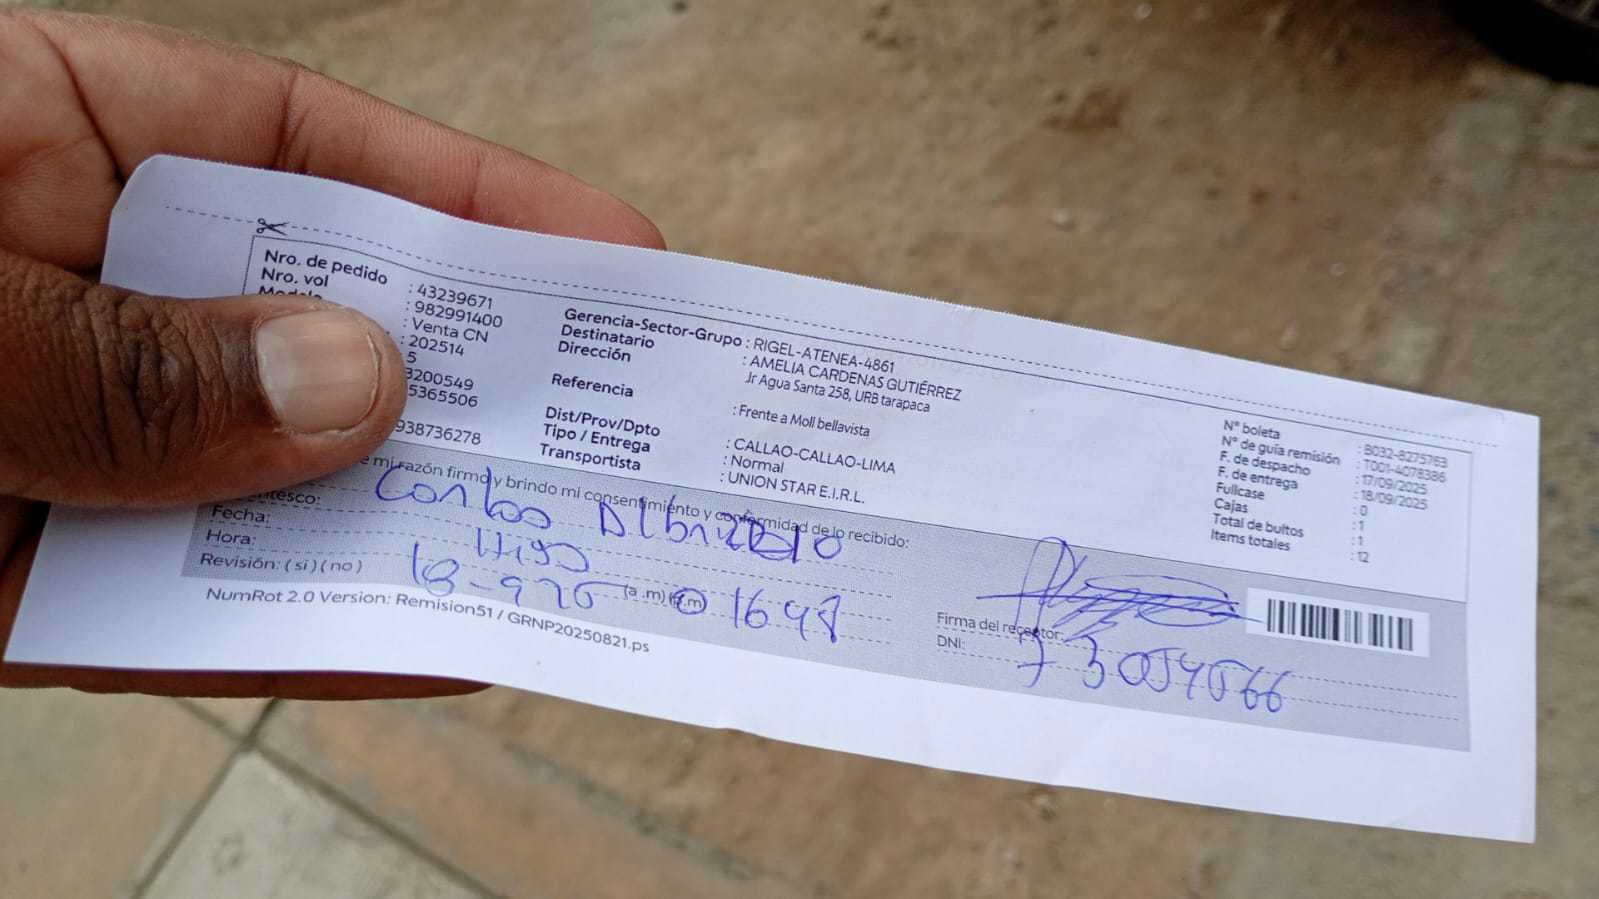 Nro. de pedido : 43239671
Nro. vol : 982991400
Modelo : Venta CN
: 202514
5
3200549
5365506
938736278
Gerencia-Sector-Grupo : RIGEL-ATENEA-4861
Destinatario : AMELIA CARDENAS GUTIÉRREZ
Dirección Jr Agua Santa 258, URB tarapaca
Referencia : Frente a Moll bellavista
Dist/Prov/Dpto : CALLAO-CALLAO-LIMA
Tipo / Entrega : Normal
Transportista : UNION STAR E.I.R.L.
N° boleta : B032-8275763
N° de guía remisión : T001-4078386
F. de despacho : 17/09/2025
F. de entrega : 18/09/2025
Fullcase : 0
Cajas : 1
Total de bultos : 1
Items totales : 12
e mi razón firmo y brindo mi consentimiento y conformidad de lo recibido:
Fecha:
Hora: (a .m) (p.m)
1648
Revisión: ( si ) ( no )
Firma del receptor:
DNI: 73054566
NumRot 2.0 Version: Remision51 / GRNP20250821.ps